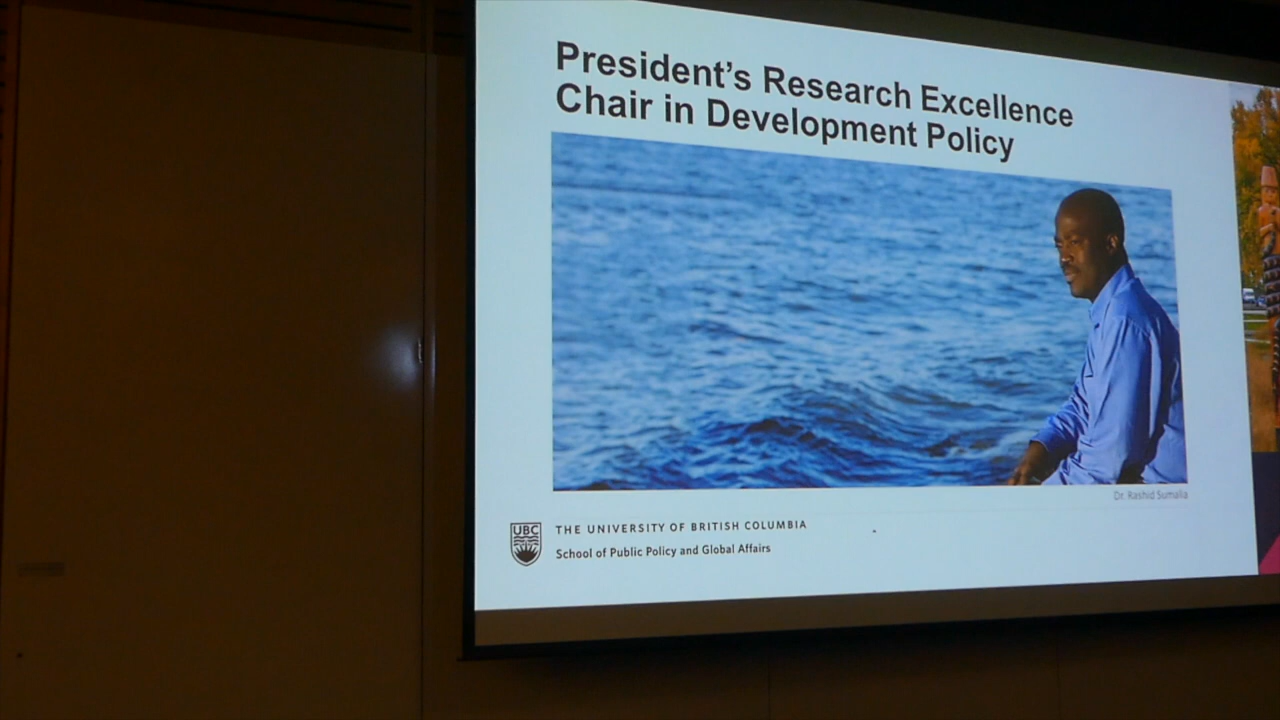 President's Research Excellence
Chair in Development Policy
Dr. Rashid Sumaila
UBC
THE UNIVERSITY OF BRITISH COLUMBIA
School of Public Policy and Global Affairs